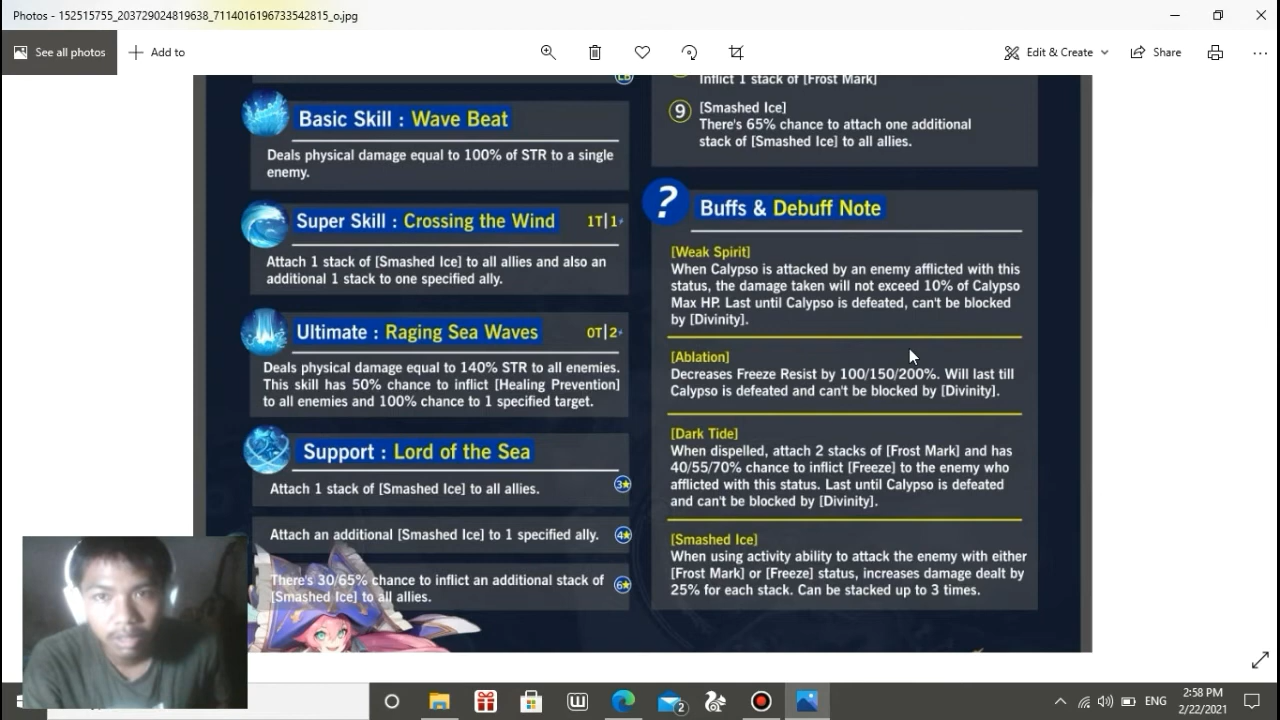 Photos - 152515755_203729024819638_7114016196733542815_o.jpg
See all photos
Add to
Edit & Create
Share
LB
Basic Skill : Wave Beat
Deals physical damage equal to 100% of STR to a single
enemy.
Super Skill : Crossing the Wind
1T|1
Attach 1 stack of [Smashed Ice] to all allies and also an
additional 1 stack to one specified ally.
Ultimate : Raging Sea Waves
0T|2
Deals physical damage equal to 140% STR to all enemies.
This skill has 50% chance to inflict [Healing Prevention]
to all enemies and 100% chance to 1 specified target.
Support : Lord of the Sea
Attach 1 stack of [Smashed Ice] to all allies.
3★
Attach an additional [Smashed Ice] to 1 specified ally.
4★
There's 30/65% chance to inflict an additional stack of
[Smashed Ice] to all allies.
6★
Inflict 1 stack of [Frost Mark]
9
[Smashed Ice]
There's 65% chance to attach one additional
stack of [Smashed Ice] to all allies.
? Buffs & Debuff Note
[Weak Spirit]
When Calypso is attacked by an enemy afflicted with this
status, the damage taken will not exceed 10% of Calypso
Max HP. Last until Calypso is defeated, can't be blocked
by [Divinity].
[Ablation]
Decreases Freeze Resist by 100/150/200%. Will last till
Calypso is defeated and can't be blocked by [Divinity].
[Dark Tide]
When dispelled, attach 2 stacks of [Frost Mark] and has
40/55/70% chance to inflict [Freeze] to the enemy who
afflicted with this status. Last until Calypso is defeated
and can't be blocked by [Divinity].
[Smashed Ice]
When using activity ability to attack the enemy with either
[Frost Mark] or [Freeze] status, increases damage dealt by
25% for each stack. Can be stacked up to 3 times.
W
2
ENG
2:58 PM
2/22/2021